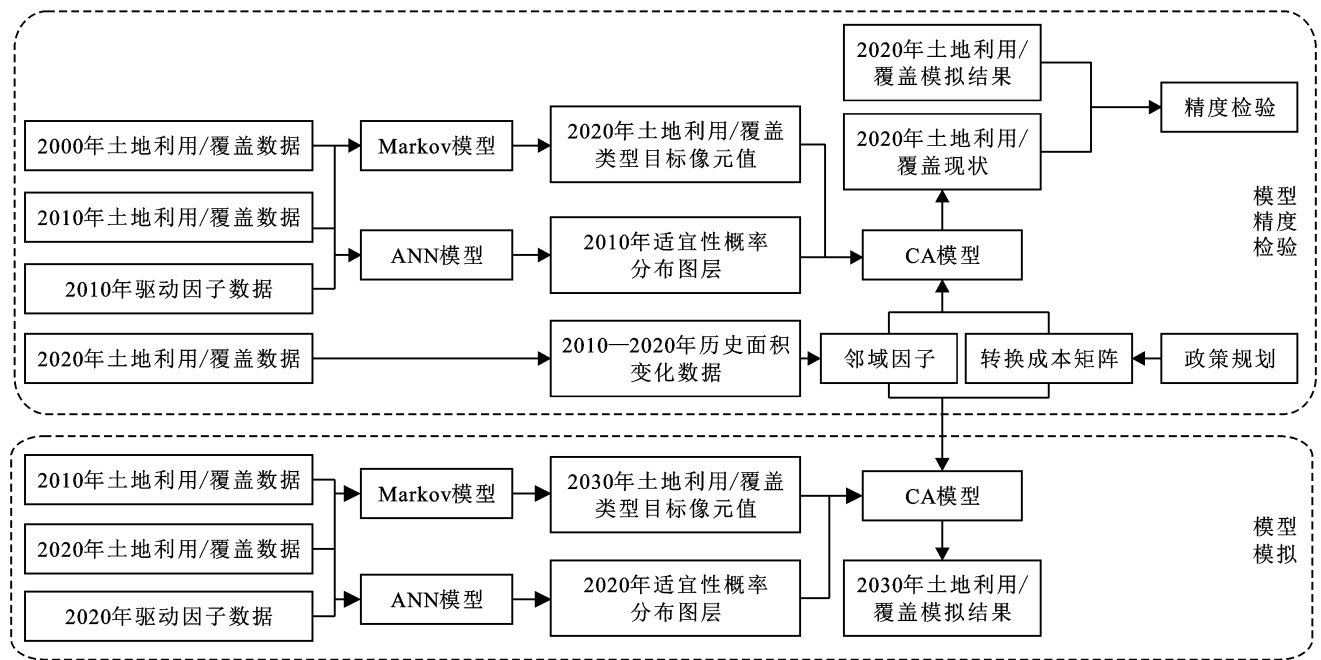 2020年土地利用/
覆盖模拟结果
精度检验
2000年土地利用/覆盖数据
Markov模型
2020年土地利用/覆盖
类型目标像元值
2020年土地利用/
覆盖现状
2010年土地利用/覆盖数据
模型
精度
检验
ANN模型
2010年适宜性概率
分布图层
CA模型
2010年驱动因子数据
2020年土地利用/覆盖数据
2010—2020年历史面积
变化数据
邻域因子
转换成本矩阵
政策规划
2010年土地利用/覆盖数据
Markov模型
2030年土地利用/覆盖
类型目标像元值
CA模型
2020年土地利用/覆盖数据
模型
模拟
2020年驱动因子数据
ANN模型
2020年适宜性概率
分布图层
2030年土地利用/
覆盖模拟结果